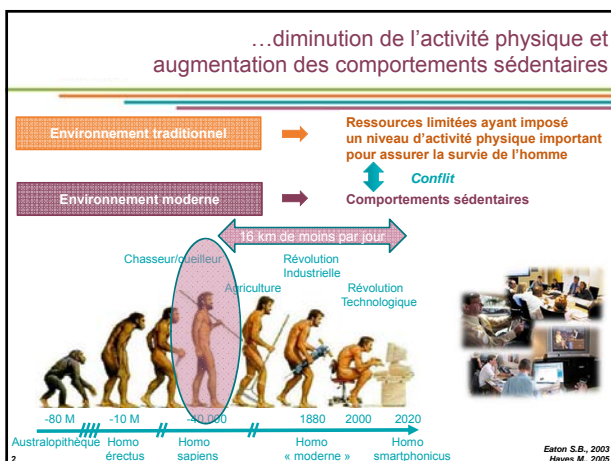 …diminution de l'activité physique et
augmentation des comportements sédentaires
Environnement traditionnel
Ressources limitées ayant imposé
un niveau d'activité physique important
pour assurer la survie de l'homme
Conflit
Environnement moderne
Comportements sédentaires
16 km de moins par jour
Chasseur/cueilleur
Révolution
Industrielle
Agriculture
Révolution
Technologique
-80 M
-10 M
-40 000
1880
2000
2020
Australopithèque
Homo
érectus
Homo
sapiens
Homo
« moderne »
Homo
smartphonicus
2
Eaton S.B., 2003
Hayes M., 2005